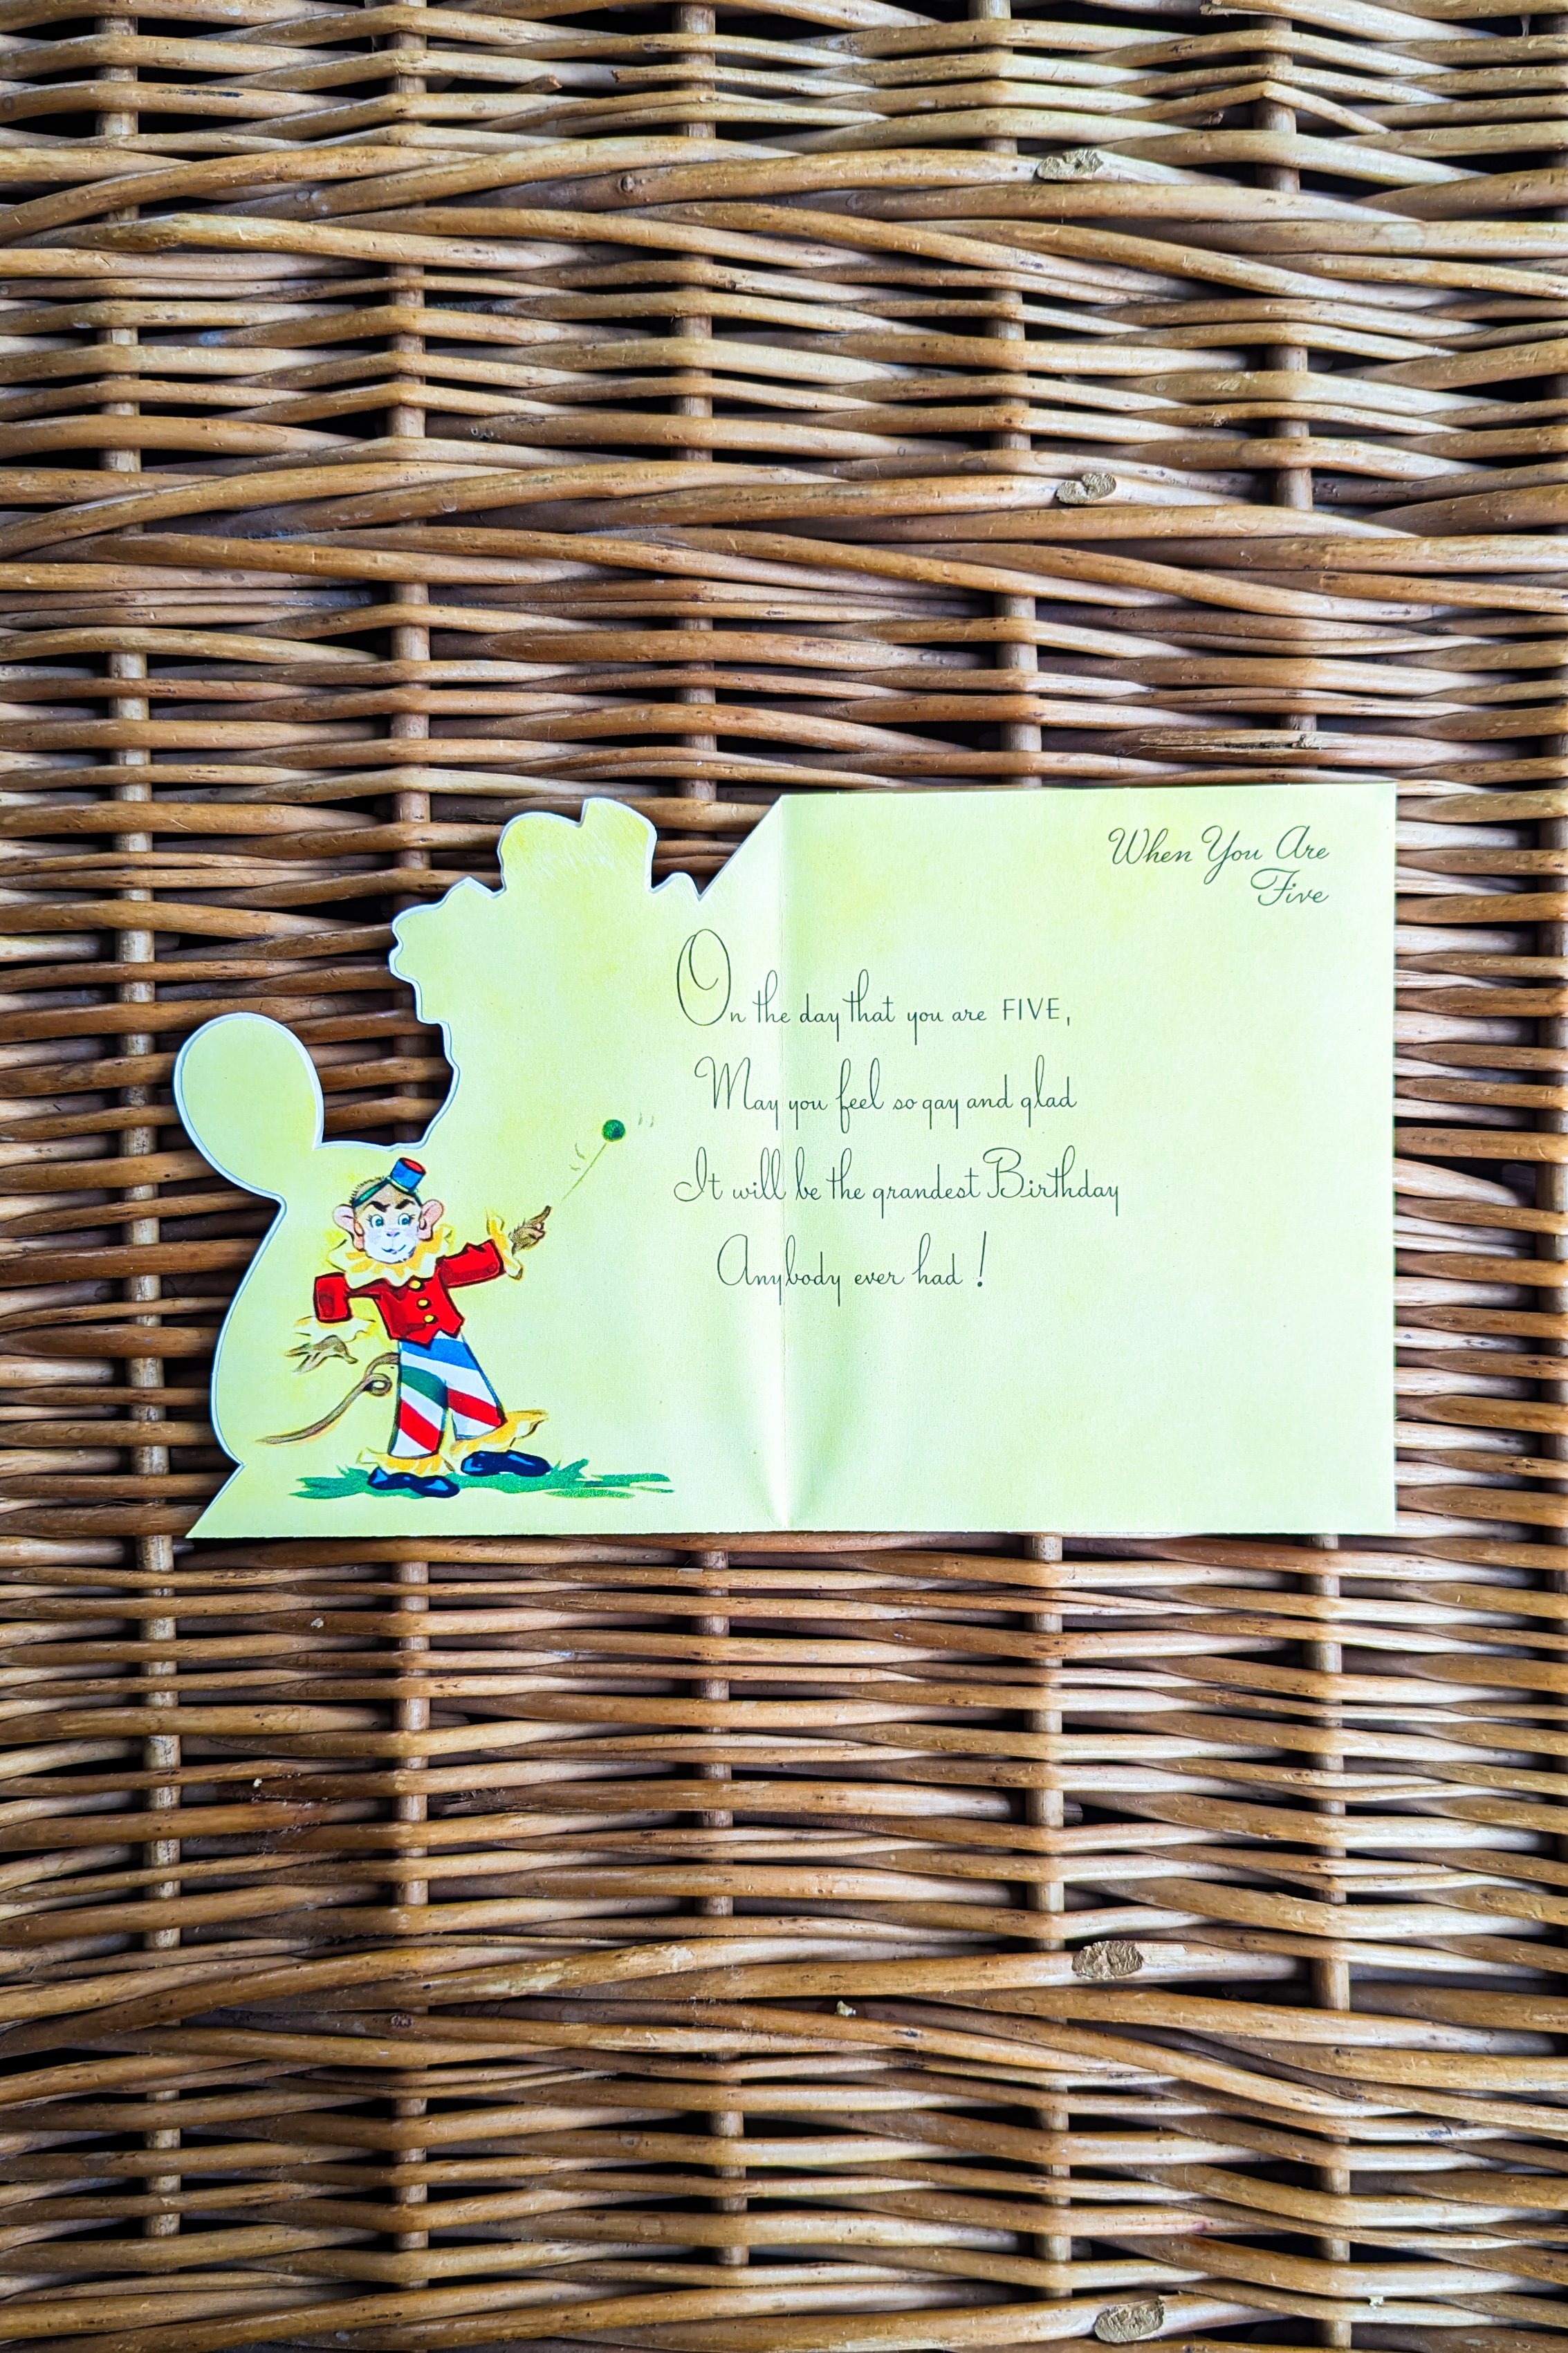 When You Are
Five
On the day that you are FIVE,
May you feel so gay and glad
It will be the grandest Birthday
Anybody ever had!